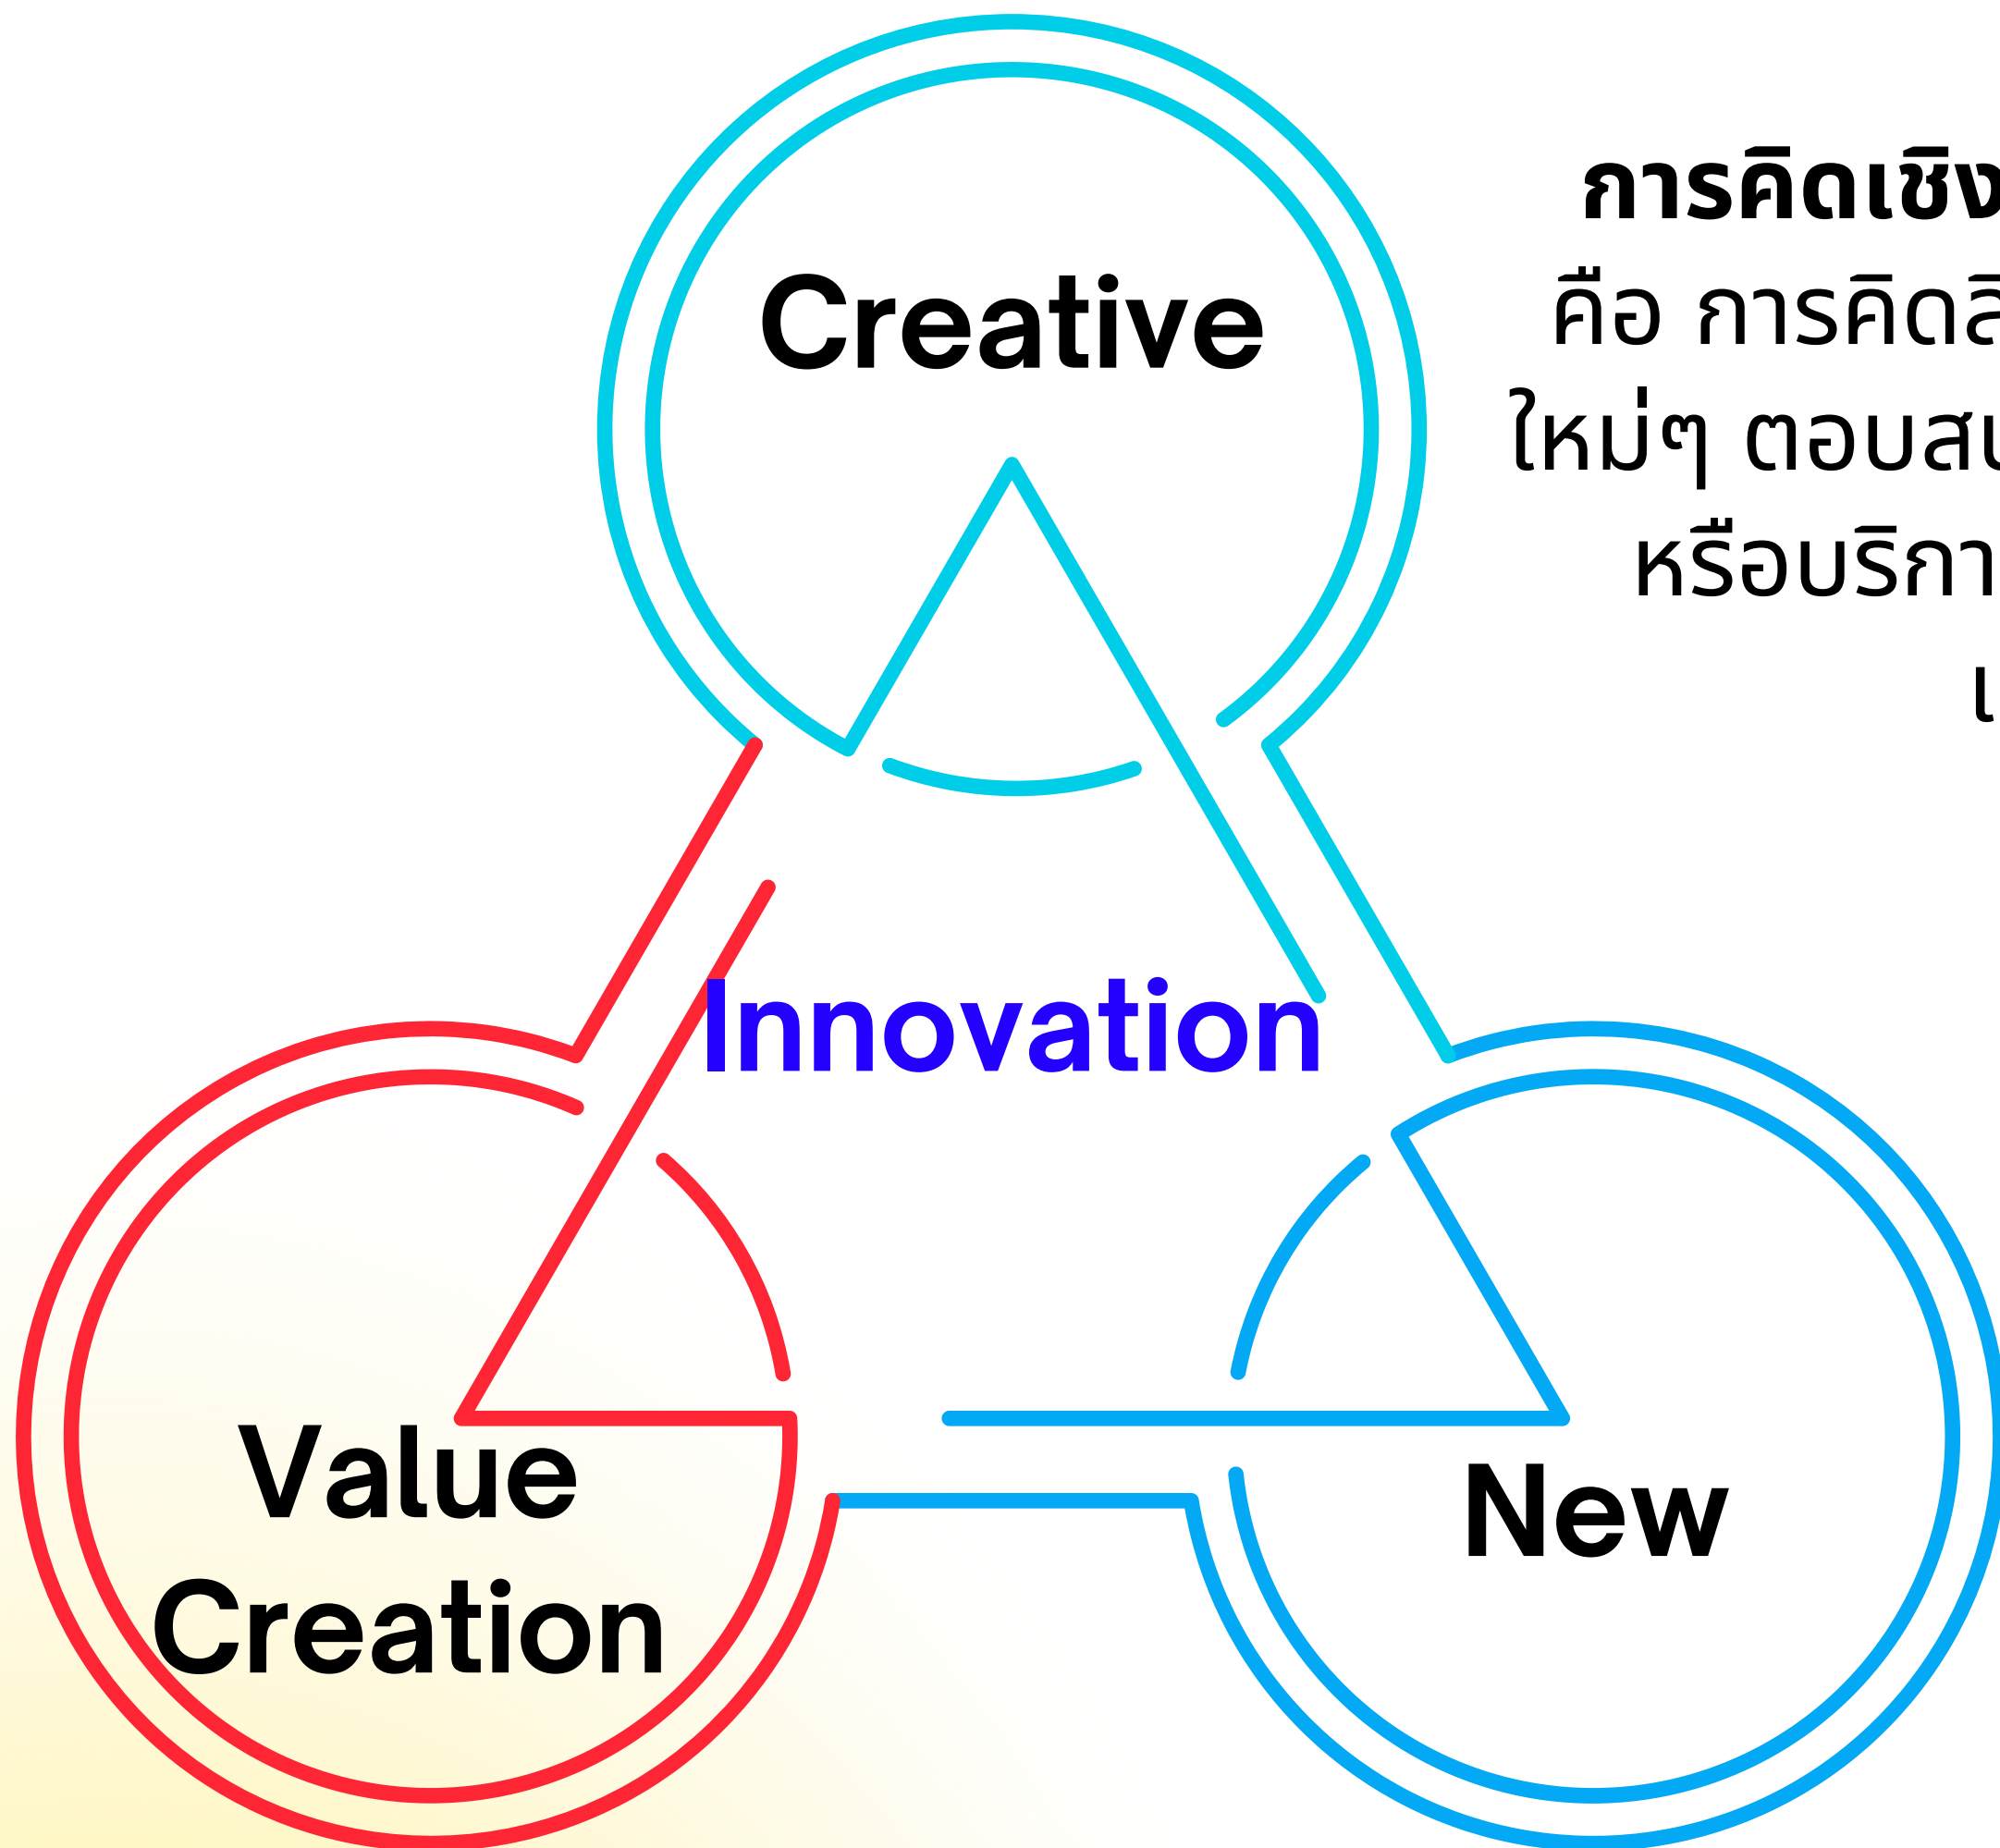 Creative
การคิดเชิง
คือ การคิดสิ
ใหม่ๆ ตอบส
หรือบริกา
เ
Innovation
Value
Creation
New